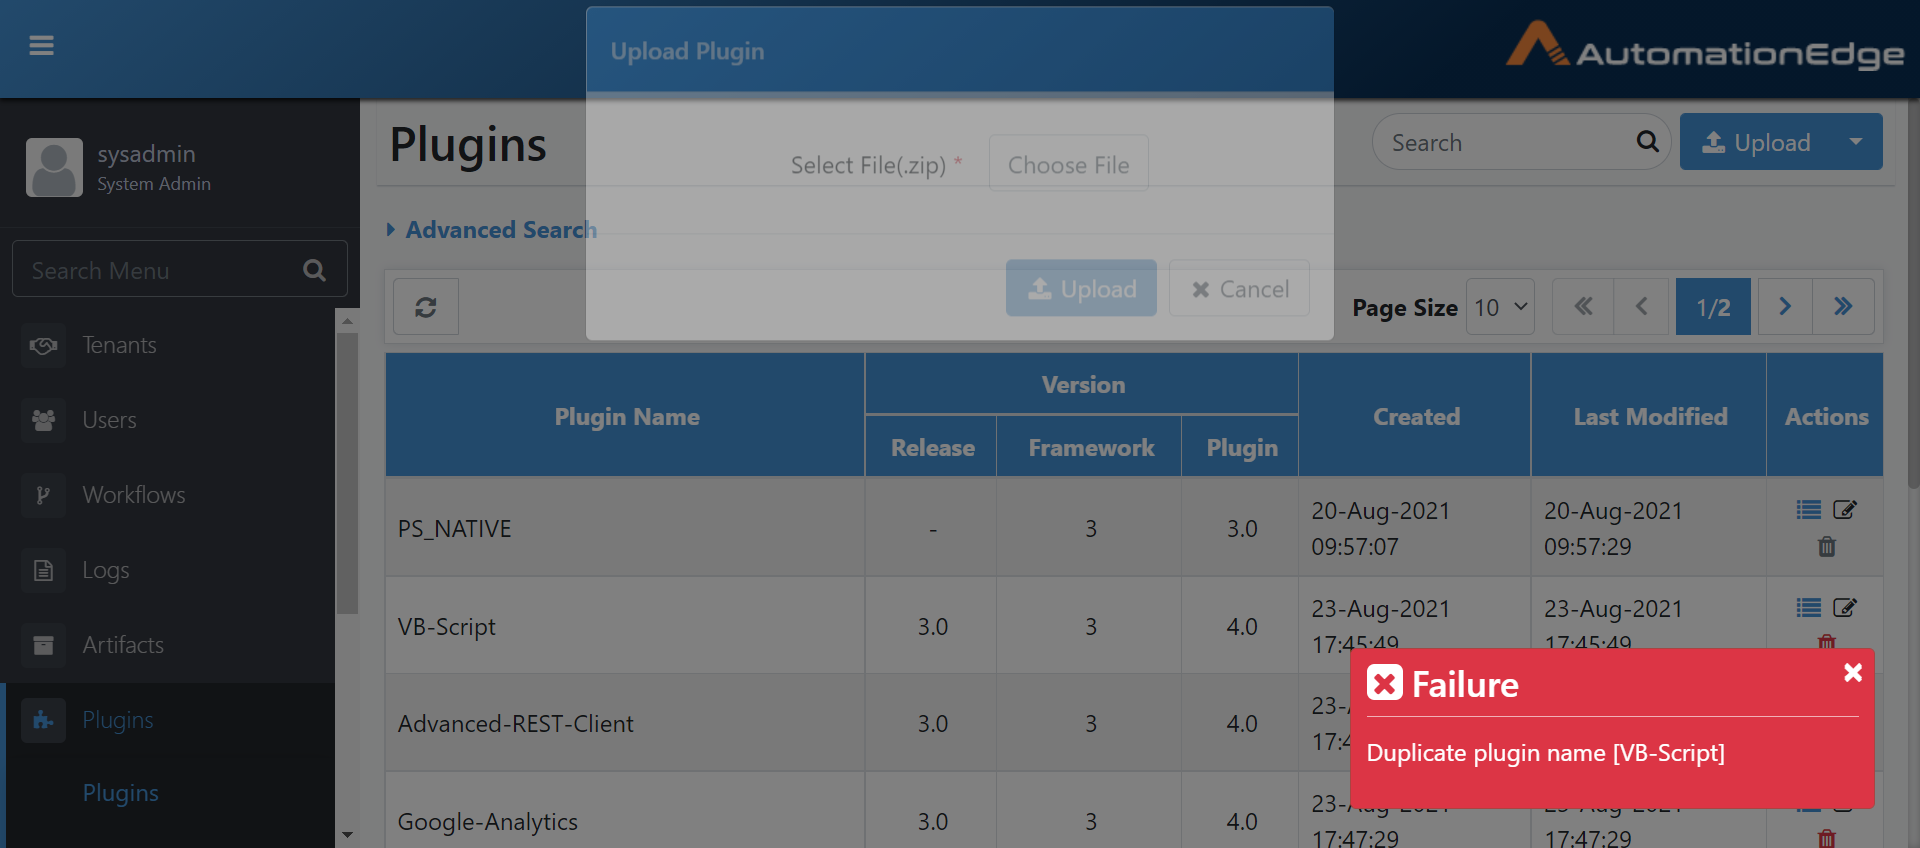 Upload Plugin
AutomationEdge
sysadmin
System Admin
Search Menu
Tenants
Users
Workflows
Logs
Artifacts
Plugins
Plugins
Plugins
Select File(.zip) *
Choose File
Search
Upload
Advanced Search
Upload
Cancel
Page Size
10
1/2
Plugin Name
Version
Created
Last Modified
Actions
Release
Framework
Plugin
PS_NATIVE
-
3
3.0
20-Aug-2021
09:57:07
20-Aug-2021
09:57:29
VB-Script
3.0
3
4.0
23-Aug-2021
17:45:49
23-Aug-2021
17:45:49
Advanced-REST-Client
3.0
3
4.0
23-
17:4
Failure
Duplicate plugin name [VB-Script]
Google-Analytics
3.0
3
4.0
23-Aug-2021
17:47:29
23-Aug-2021
17:47:29